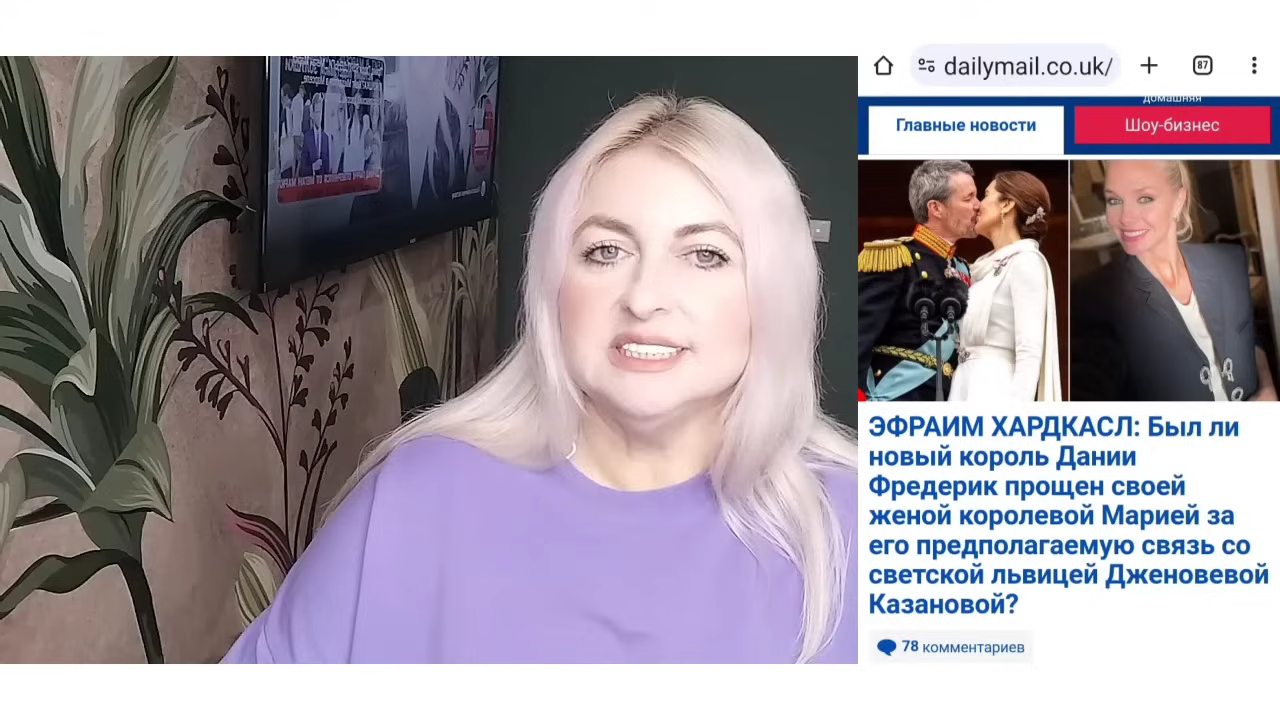 dailymail.co.uk/
87
домашняя
Главные новости
Шоу-бизнес
ЭФРАИМ ХАРДКАСЛ: Был ли
новый король Дании
Фредерик прощен своей
женой королевой Марией за
его предполагаемую связь со
светской львицей Дженовевой
Казановой?
78 комментариев